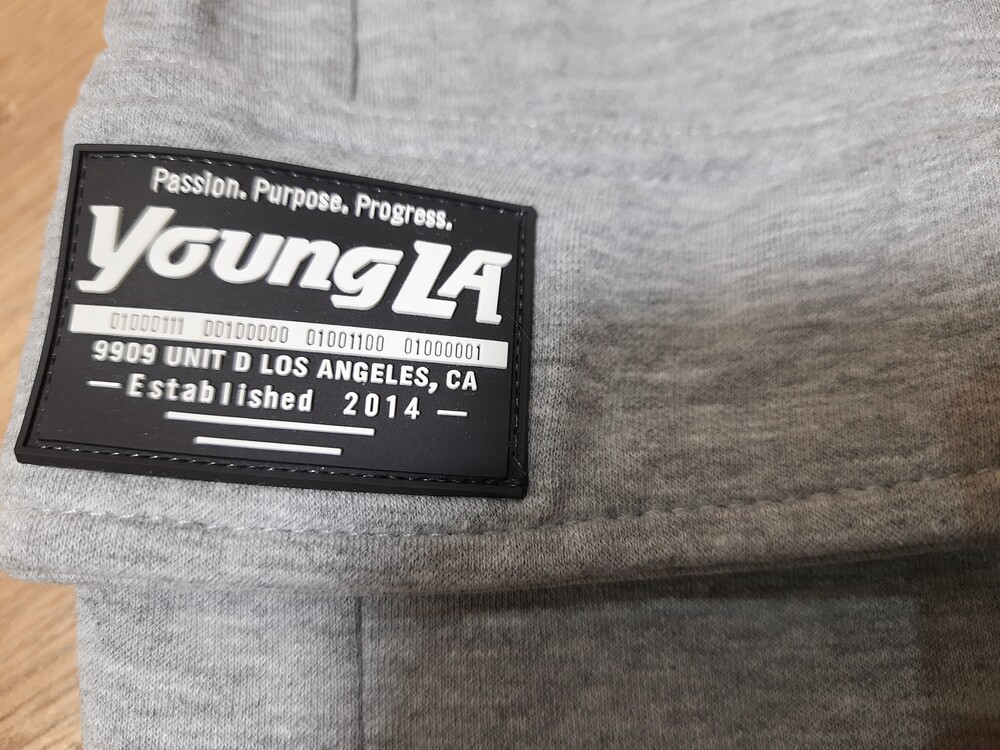 Passion. Purpose. Progress.
YoungLA
01000111 00100000 01001100 01000001
9909 UNIT D LOS ANGELES, CA
—Established 2014—